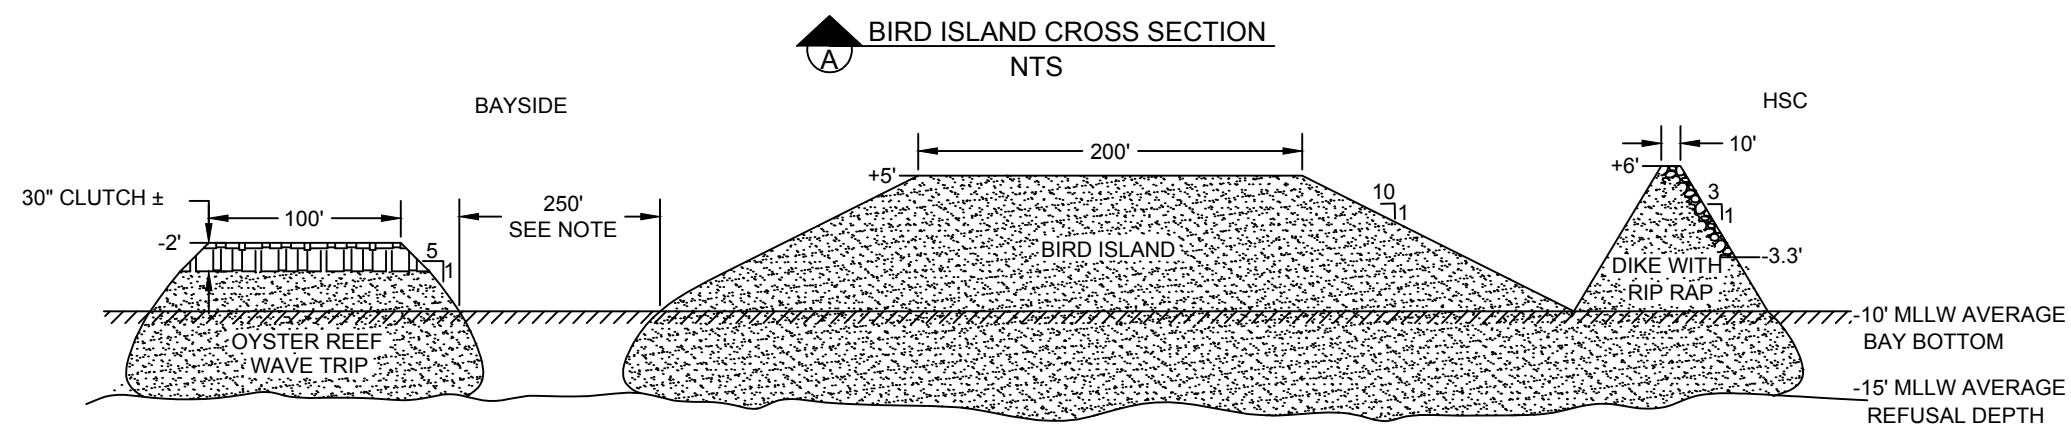 BIRD ISLAND CROSS SECTION
A
NTS
BAYSIDE
HSC
200'
10'
+6'
+5'
30" CLUTCH ±
100'
250'
SEE NOTE
10
1
3
1
-2'
5
1
BIRD ISLAND
DIKE WITH
RIP RAP
-3.3'
OYSTER REEF
WAVE TRIP
-10' MLLW AVERAGE
BAY BOTTOM
-15' MLLW AVERAGE
REFUSAL DEPTH